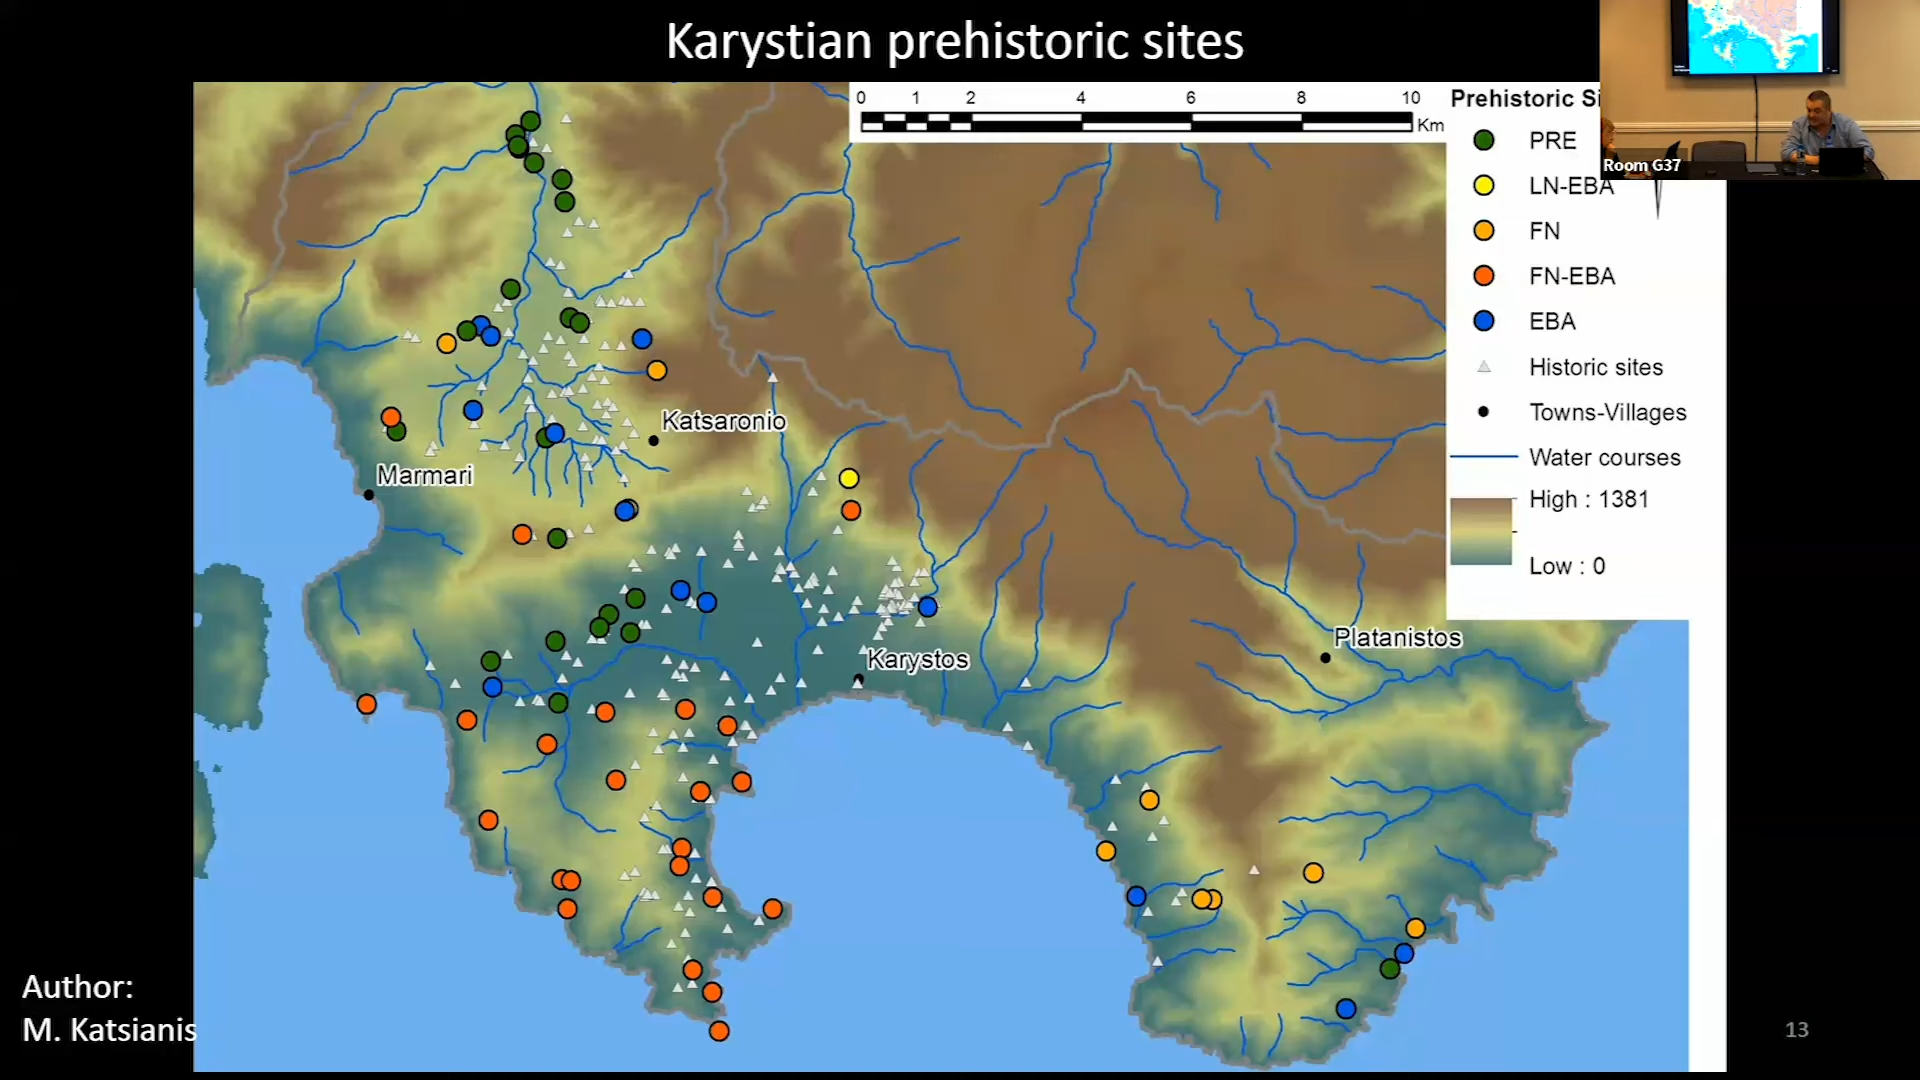 Karystian prehistoric sites
0 1 2 4 6 8 10
Km
Prehistoric Si
PRE
LN-EBA
FN
FN-EBA
EBA
Historic sites
Towns-Villages
Water courses
High : 1381
Low : 0
Room G37
Katsaronio
Marmari
Karystos
Platanistos
Author:
M. Katsianis
13